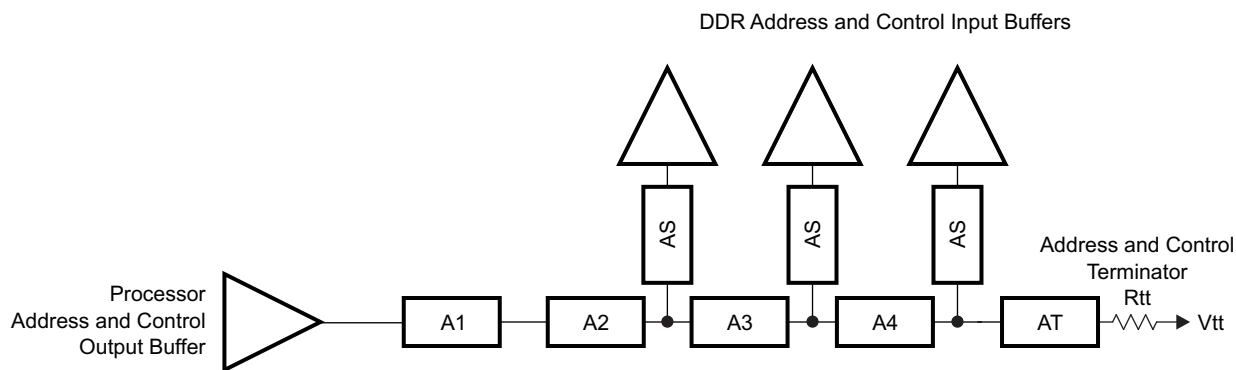 DDR Address and Control Input Buffers
AS
AS
AS
Address and Control
Terminator
Rtt
Processor
Address and Control
Output Buffer
A1
A2
A3
A4
AT
Vtt